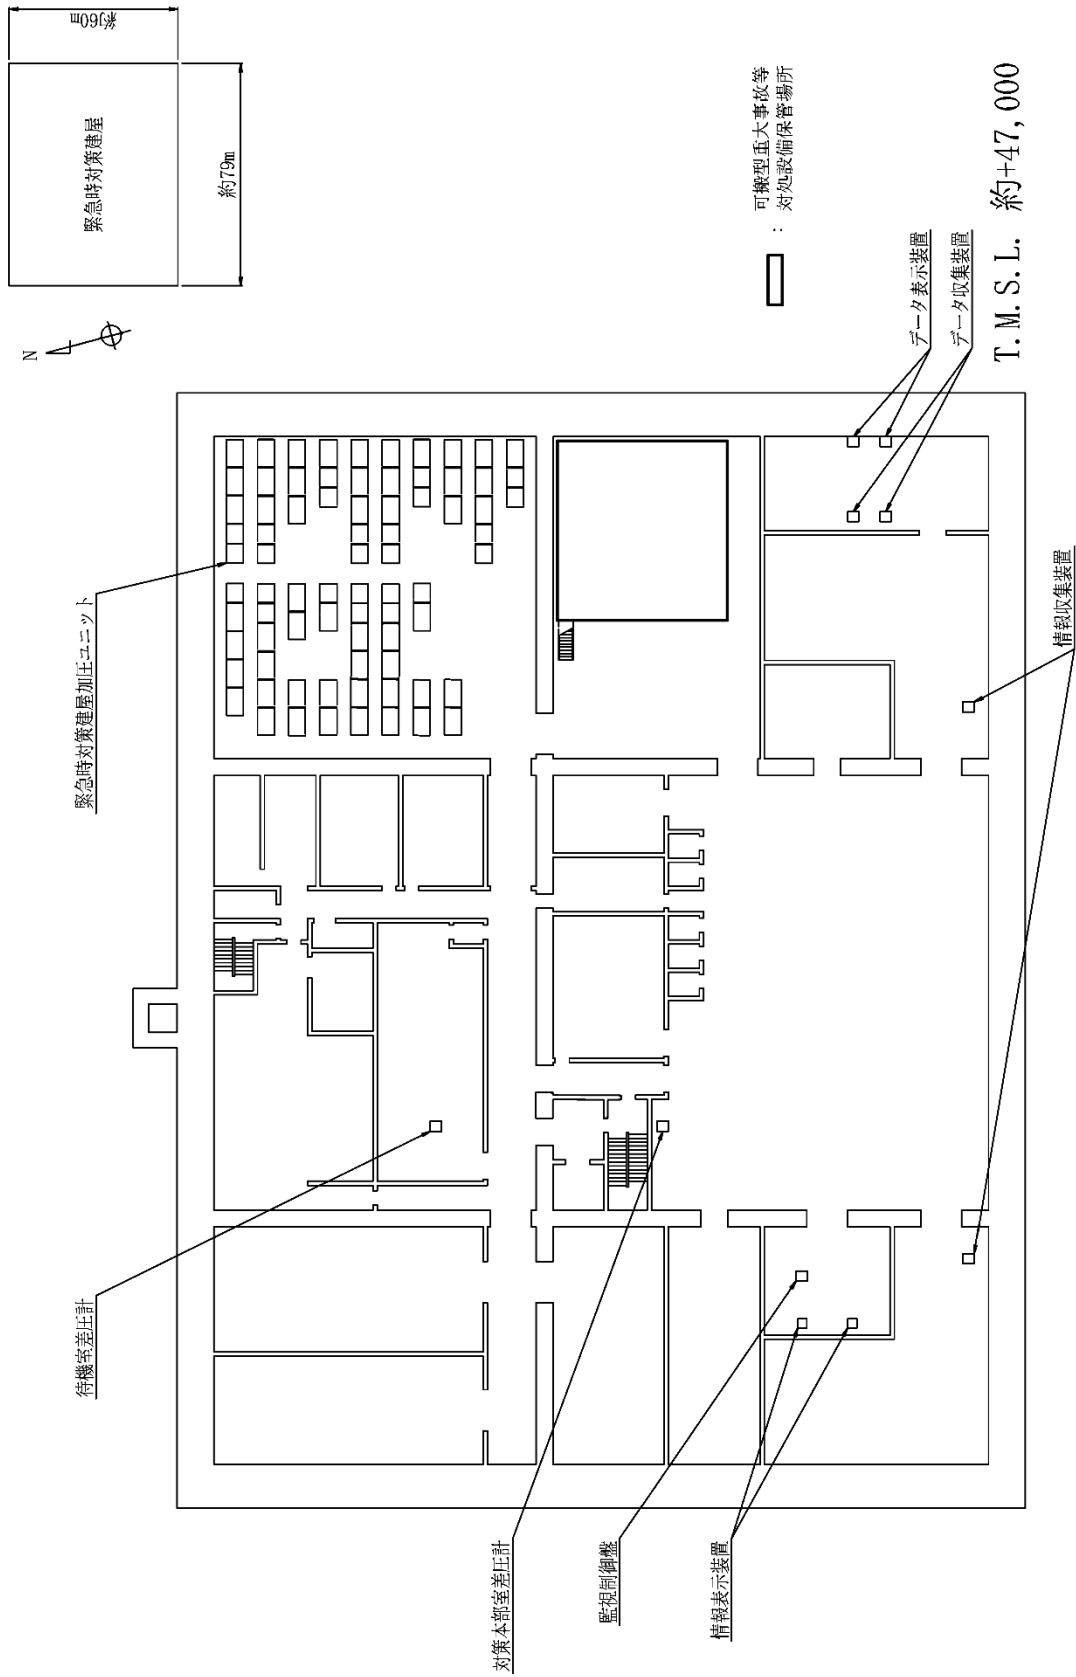 約60m
緊急時対策建屋
約79m
N
可搬型重大事故等
対処設備保管場所
:
T.M.S.L. 約+47,000
データ表示装置
データ収集装置
情報収集装置
緊急時対策建屋加圧ユニット
待機室差圧計
対策本部室差圧計
監視制御盤
情報表示装置